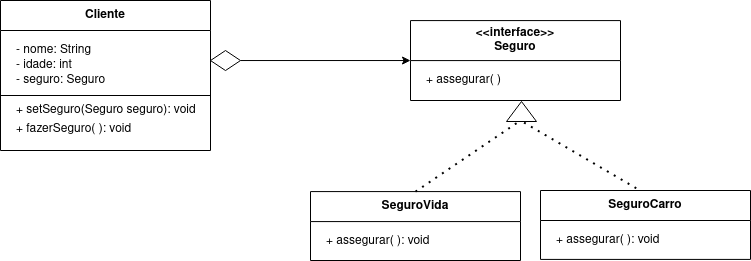 Cliente
- nome: String
- idade: int
- seguro: Seguro
+ setSeguro(Seguro seguro): void
+ fazerSeguro( ): void
<<interface>>
Seguro
+ assegurar( )
SeguroVida
+ assegurar( ): void
SeguroCarro
+ assegurar( ): void